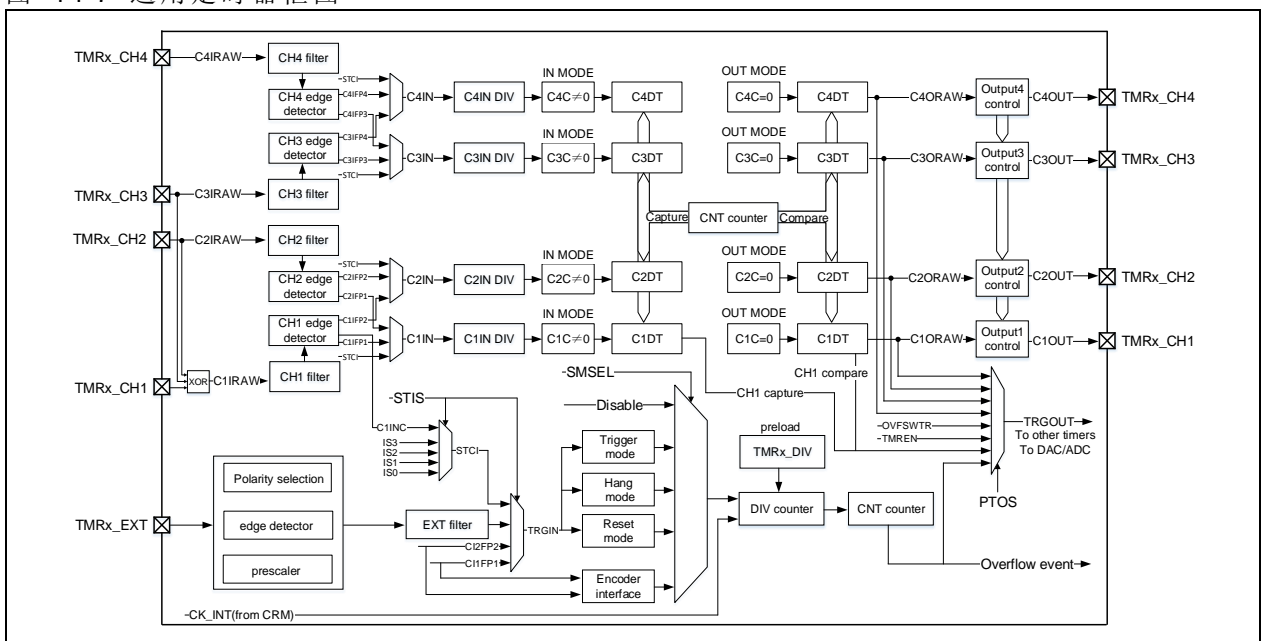 TMRx_CH4
C4IRAW
CH4 filter
STCI
C4IFP4
C4IFP3
CH4 edge
detector
C4IN
C4IN DIV
IN MODE
C4C≠0
C4DT
OUT MODE
C4C=0
C4DT
C4ORAW
Output4
control
C4OUT
TMRx_CH4
CH3 edge
detector
C3IFP4
C3IFP3
STCI
C3IN
C3IN DIV
IN MODE
C3C≠0
C3DT
OUT MODE
C3C=0
C3DT
C3ORAW
Output3
control
C3OUT
TMRx_CH3
TMRx_CH3
C3IRAW
CH3 filter
Capture
CNT counter
Compare
TMRx_CH2
C2IRAW
CH2 filter
STCI
C2IFP2
C2IFP1
CH2 edge
detector
C2IN
C2IN DIV
IN MODE
C2C≠0
C2DT
OUT MODE
C2C=0
C2DT
C2ORAW
Output2
control
C2OUT
TMRx_CH2
CH1 edge
detector
C1IFP2
C1IFP1
STCI
C1IN
C1IN DIV
IN MODE
C1C≠0
C1DT
OUT MODE
C1C=0
C1DT
C1ORAW
Output1
control
C1OUT
TMRx_CH1
TMRx_CH1
XOR
C1IRAW
CH1 filter
CH1 compare
CH1 capture
STIS
C1INC
IS3
IS2
IS1
IS0
STCI
SMSEL
Disable
Trigger
mode
Hang
mode
Reset
mode
Encoder
interface
preload
TMRx_DIV
DIV counter
CNT counter
OVFSWTR
TMREN
TRGOUT
To other timers
To DAC/ADC
PTOS
Overflow event
TMRx_EXT
Polarity selection
edge detector
prescaler
EXT filter
CI2FP2
CI1FP1
TRGIN
CK_INT(from CRM)